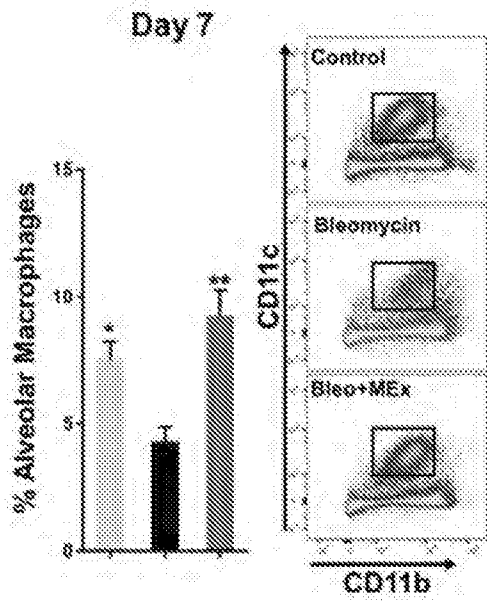 Day 7
% Alveolar Macrophages
15
10
5
0
*
**
CD11c
Control
Bleomycin
Bleo+MEx
CD11b